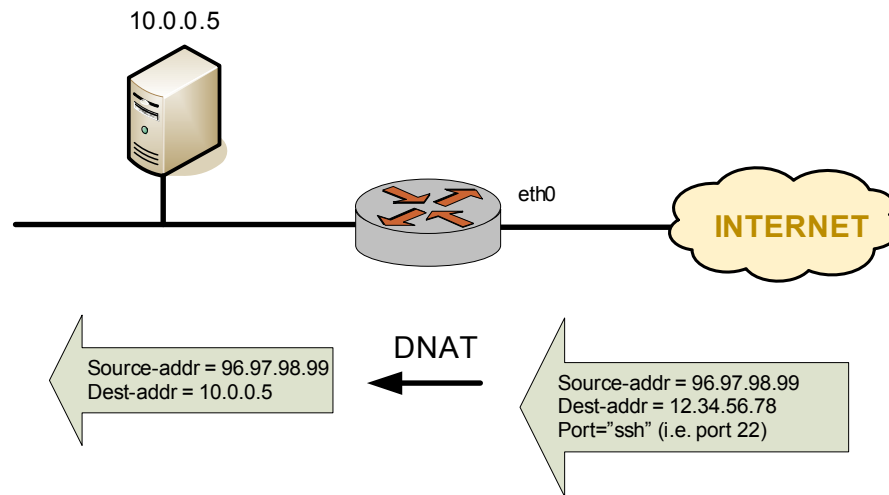 10.0.0.5
eth0
INTERNET
DNAT
Source-addr = 96.97.98.99
Dest-addr = 10.0.0.5
Source-addr = 96.97.98.99
Dest-addr = 12.34.56.78
Port=”ssh” (i.e. port 22)